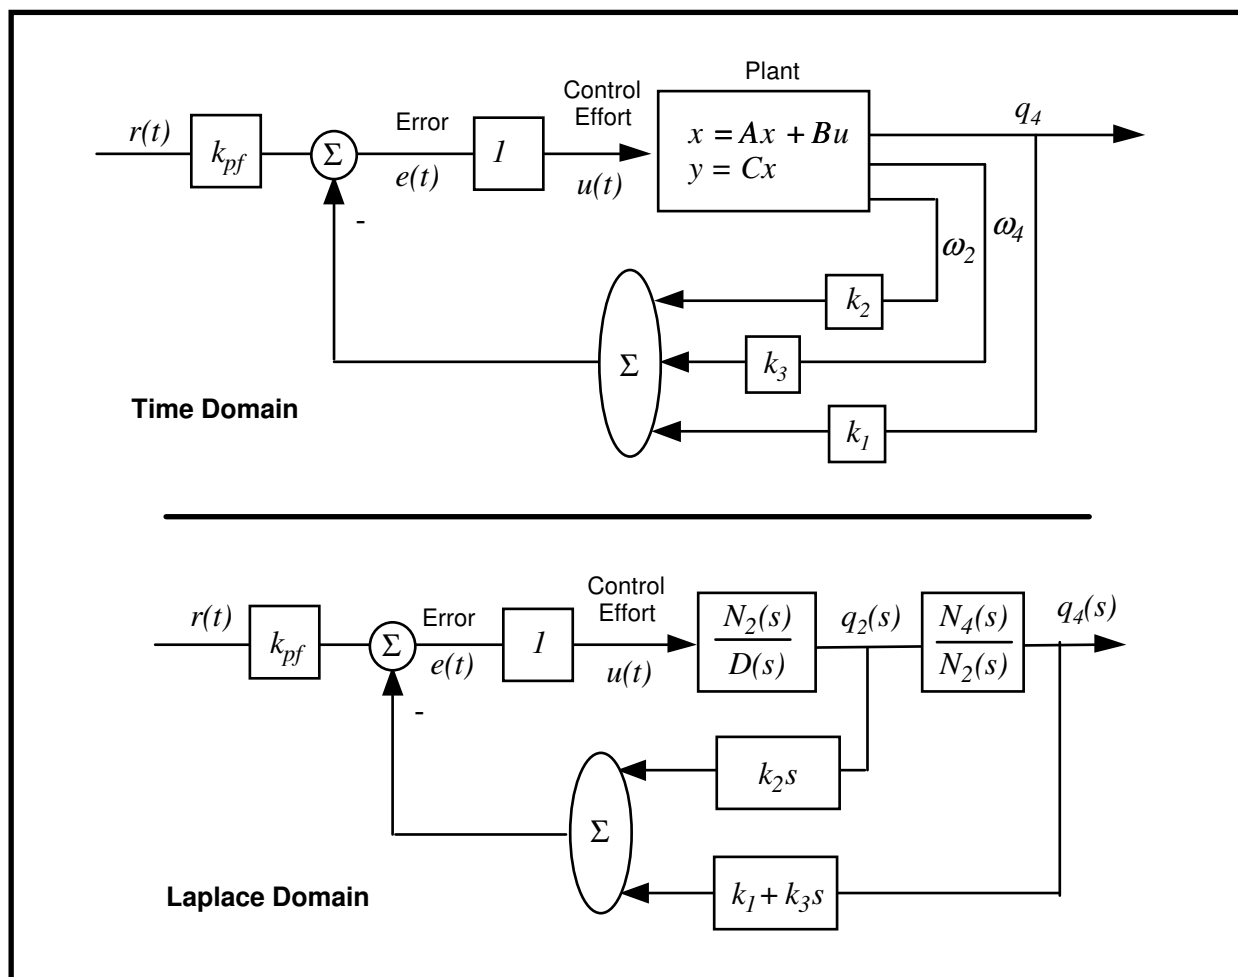 Plant
Control
Effort
Error
r(t)
k_pf
Σ
e(t)
1
u(t)
x = Ax + Bu
y = Cx
q_4
ω_2
ω_4
-
k_2
Σ
k_3
k_1
Time Domain
Control
Effort
Error
r(t)
k_pf
Σ
e(t)
1
u(t)
N_2(s)
D(s)
q_2(s)
N_4(s)
N_2(s)
q_4(s)
-
k_2s
Σ
k_1 + k_3s
Laplace Domain